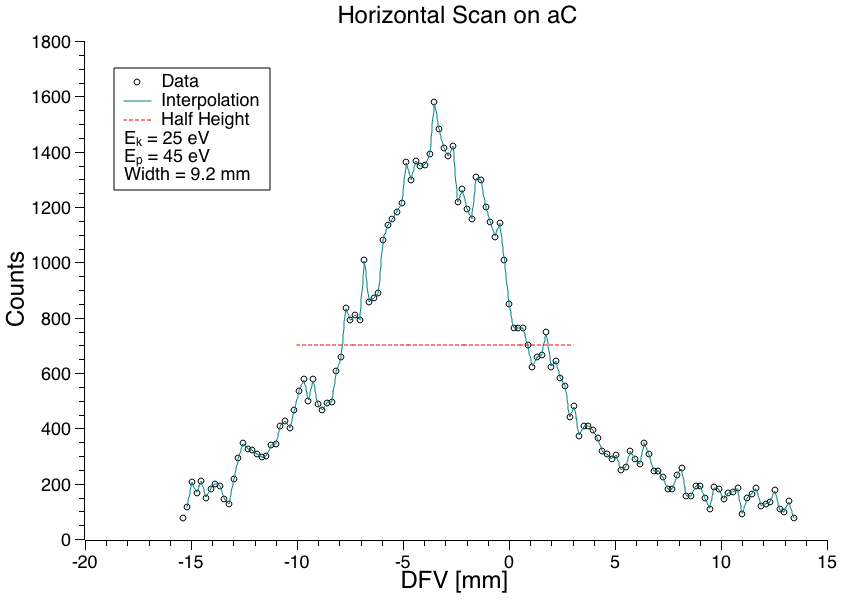 Horizontal Scan on aC
1800
1600
1400
1200
1000
800
600
400
200
0
Counts
Data
Interpolation
Half Height
Eₖ = 25 eV
Eₚ = 45 eV
Width = 9.2 mm
-20 -15 -10 -5 0 5 10 15
DFV [mm]